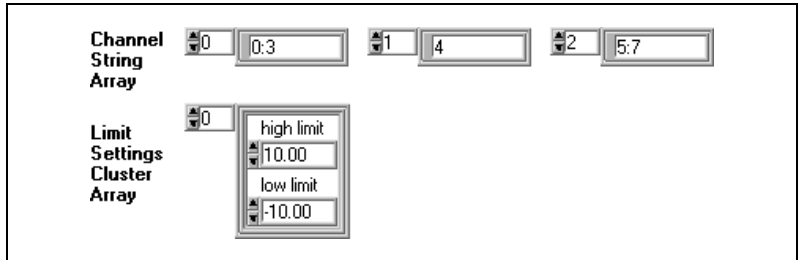 Channel String Array
0 0:3 1 4 2 5:7
Limit Settings Cluster Array
0
high limit
10.00
low limit
-10.00